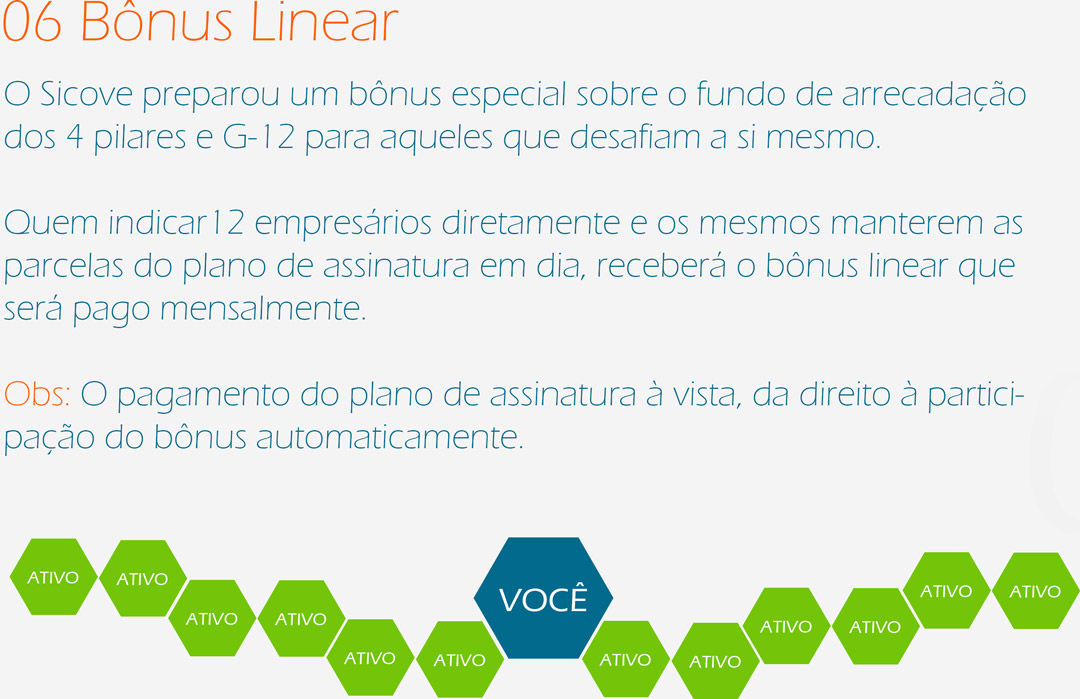 06 Bônus Linear
O Sicove preparou um bônus especial sobre o fundo de arrecadação
dos 4 pilares e G-12 para aqueles que desafiam a si mesmo.
Quem indicar12 empresários diretamente e os mesmos manterem as
parcelas do plano de assinatura em dia, receberá o bônus linear que
será pago mensalmente.
Obs: O pagamento do plano de assinatura à vista, da direito à partici-
pação do bônus automaticamente.
ATIVO
ATIVO
ATIVO
ATIVO
ATIVO
ATIVO
VOCÊ
ATIVO
ATIVO
ATIVO
ATIVO
ATIVO
ATIVO